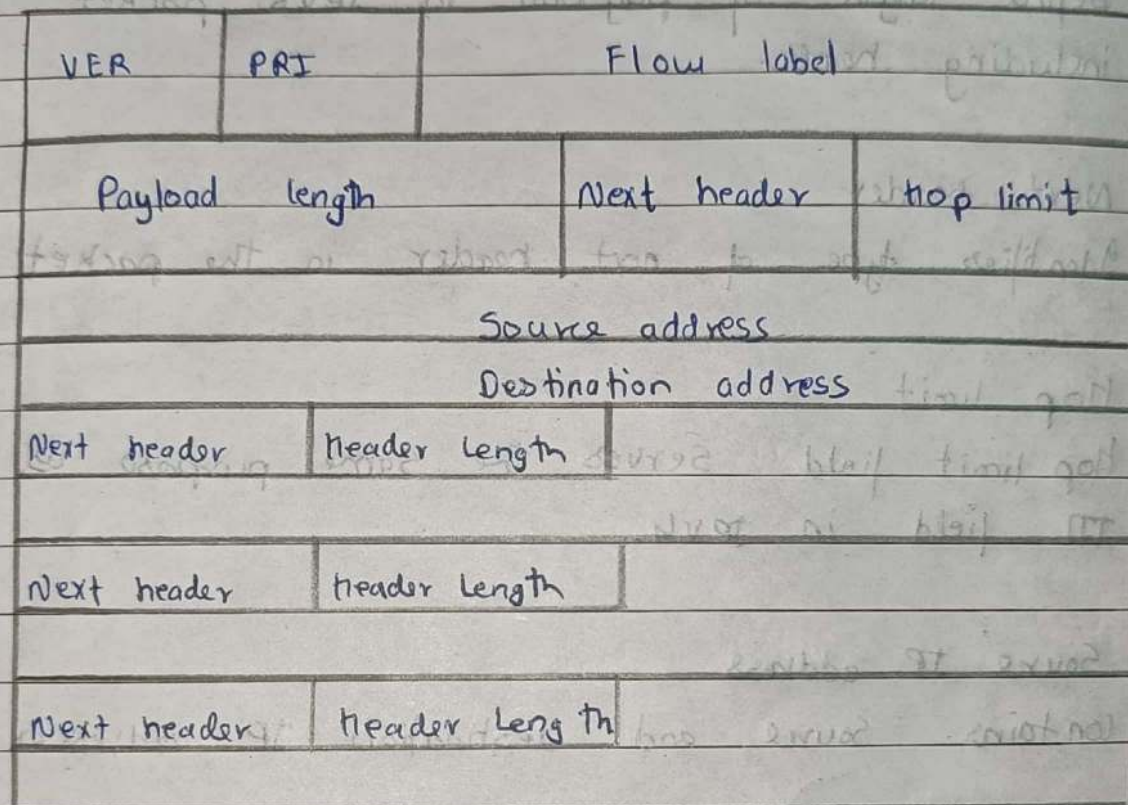 VER PRI Flow label
Payload length Next header Hop limit
Source address
Destination address
Next header Header Length
Next header Header Length
Next header Header Length